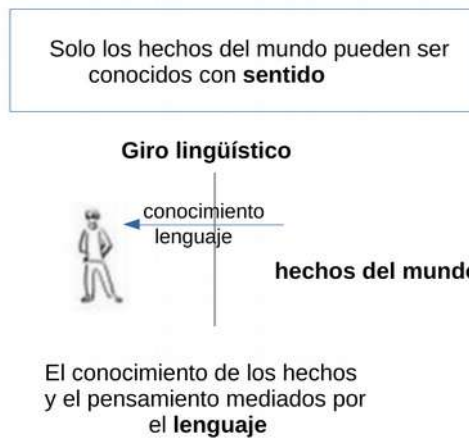 Solo los hechos del mundo pueden ser
conocidos con sentido
Giro lingüístico
conocimiento
lenguaje
hechos del mundo
El conocimiento de los hechos
y el pensamiento mediados por
el lenguaje